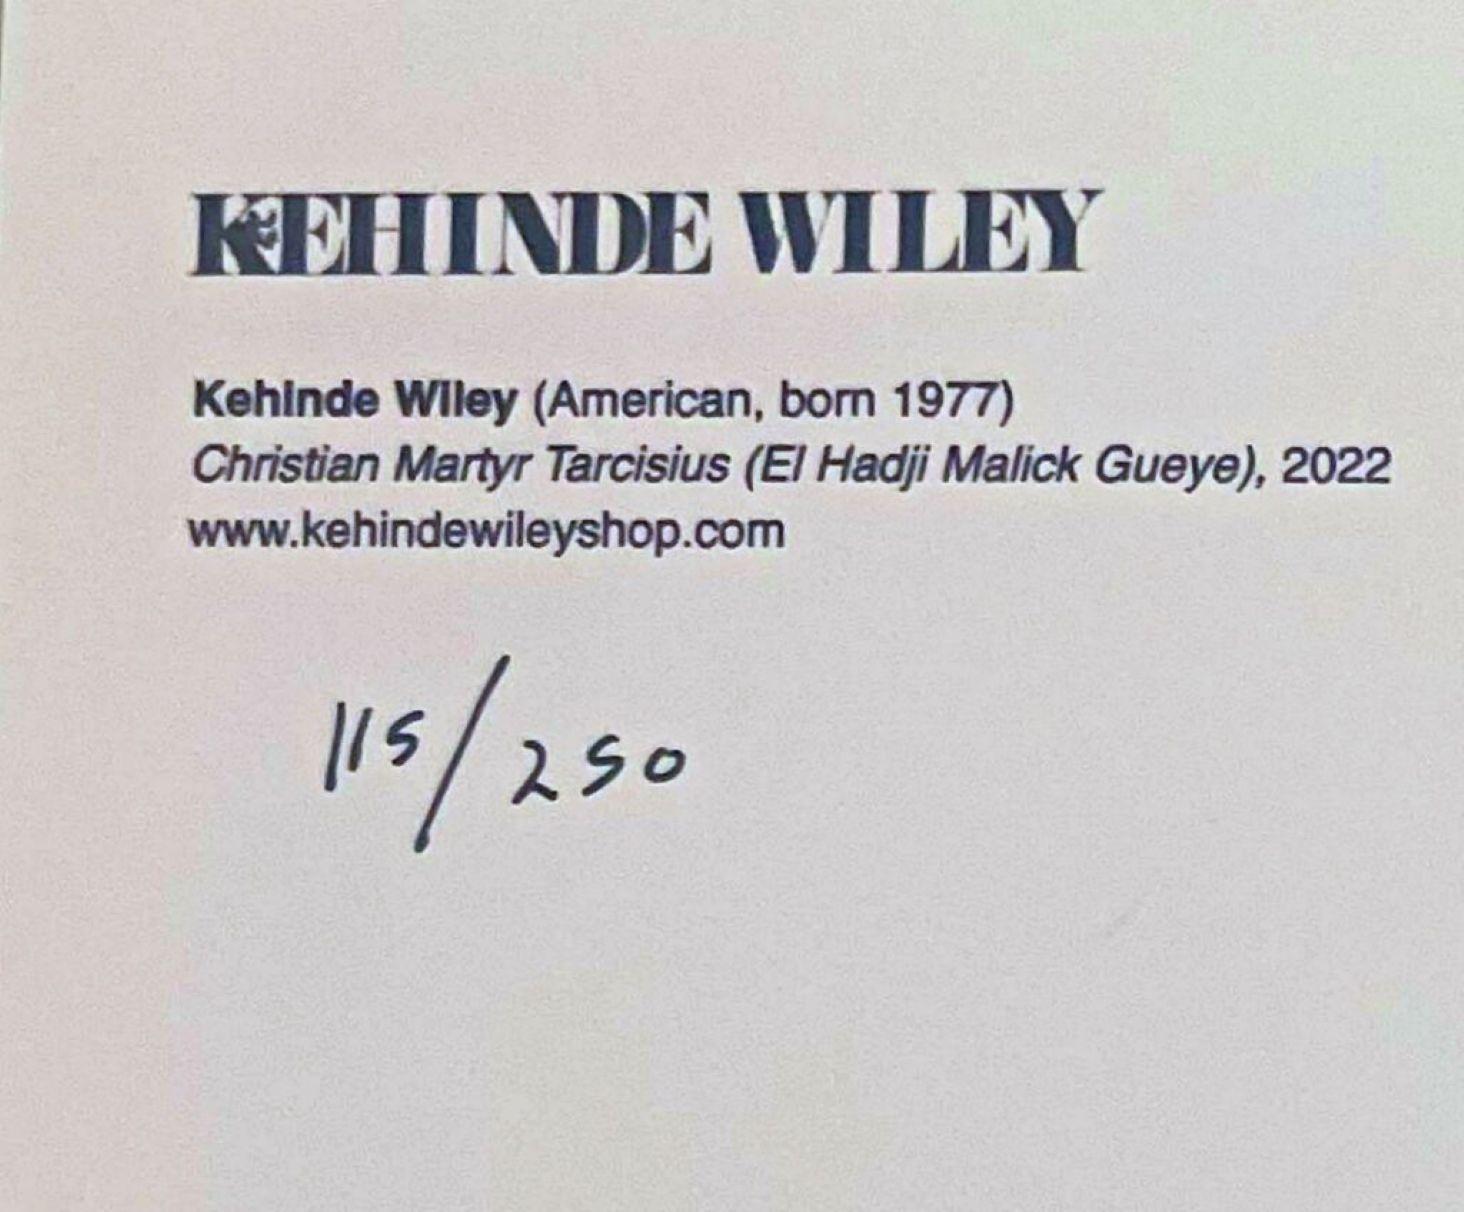 KEHINDE WILEY
Kehinde Wiley (American, born 1977)
Christian Martyr Tarcisius (El Hadji Malick Gueye), 2022
www.kehindewileyshop.com
115/250